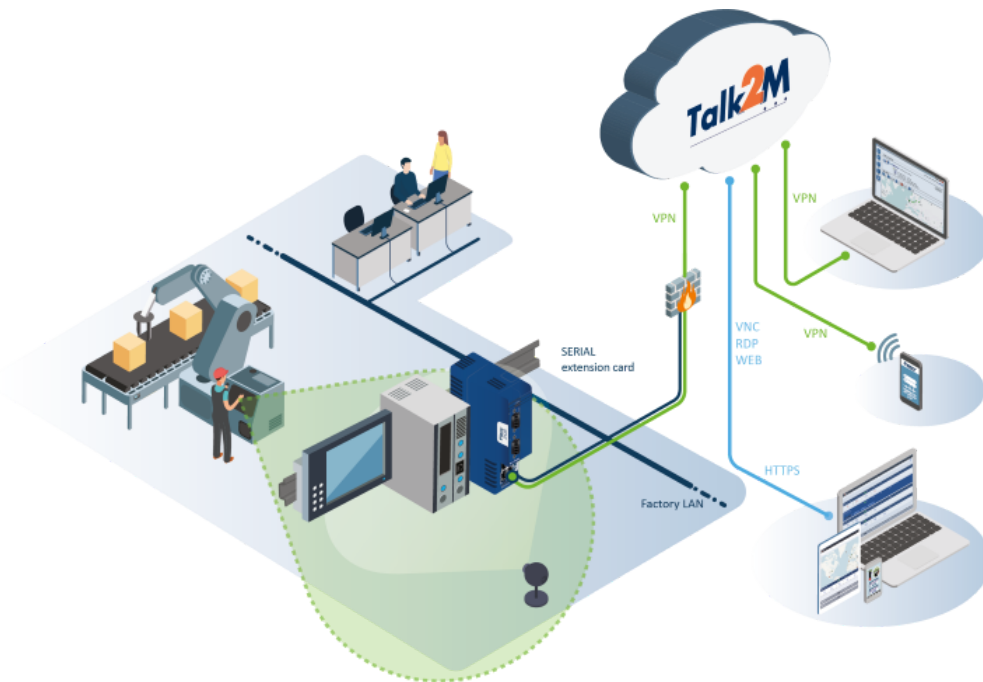 Talk2M
VPN
VPN
VNC
RDP
WEB
VPN
SERIAL
extension card
HTTPS
Factory LAN